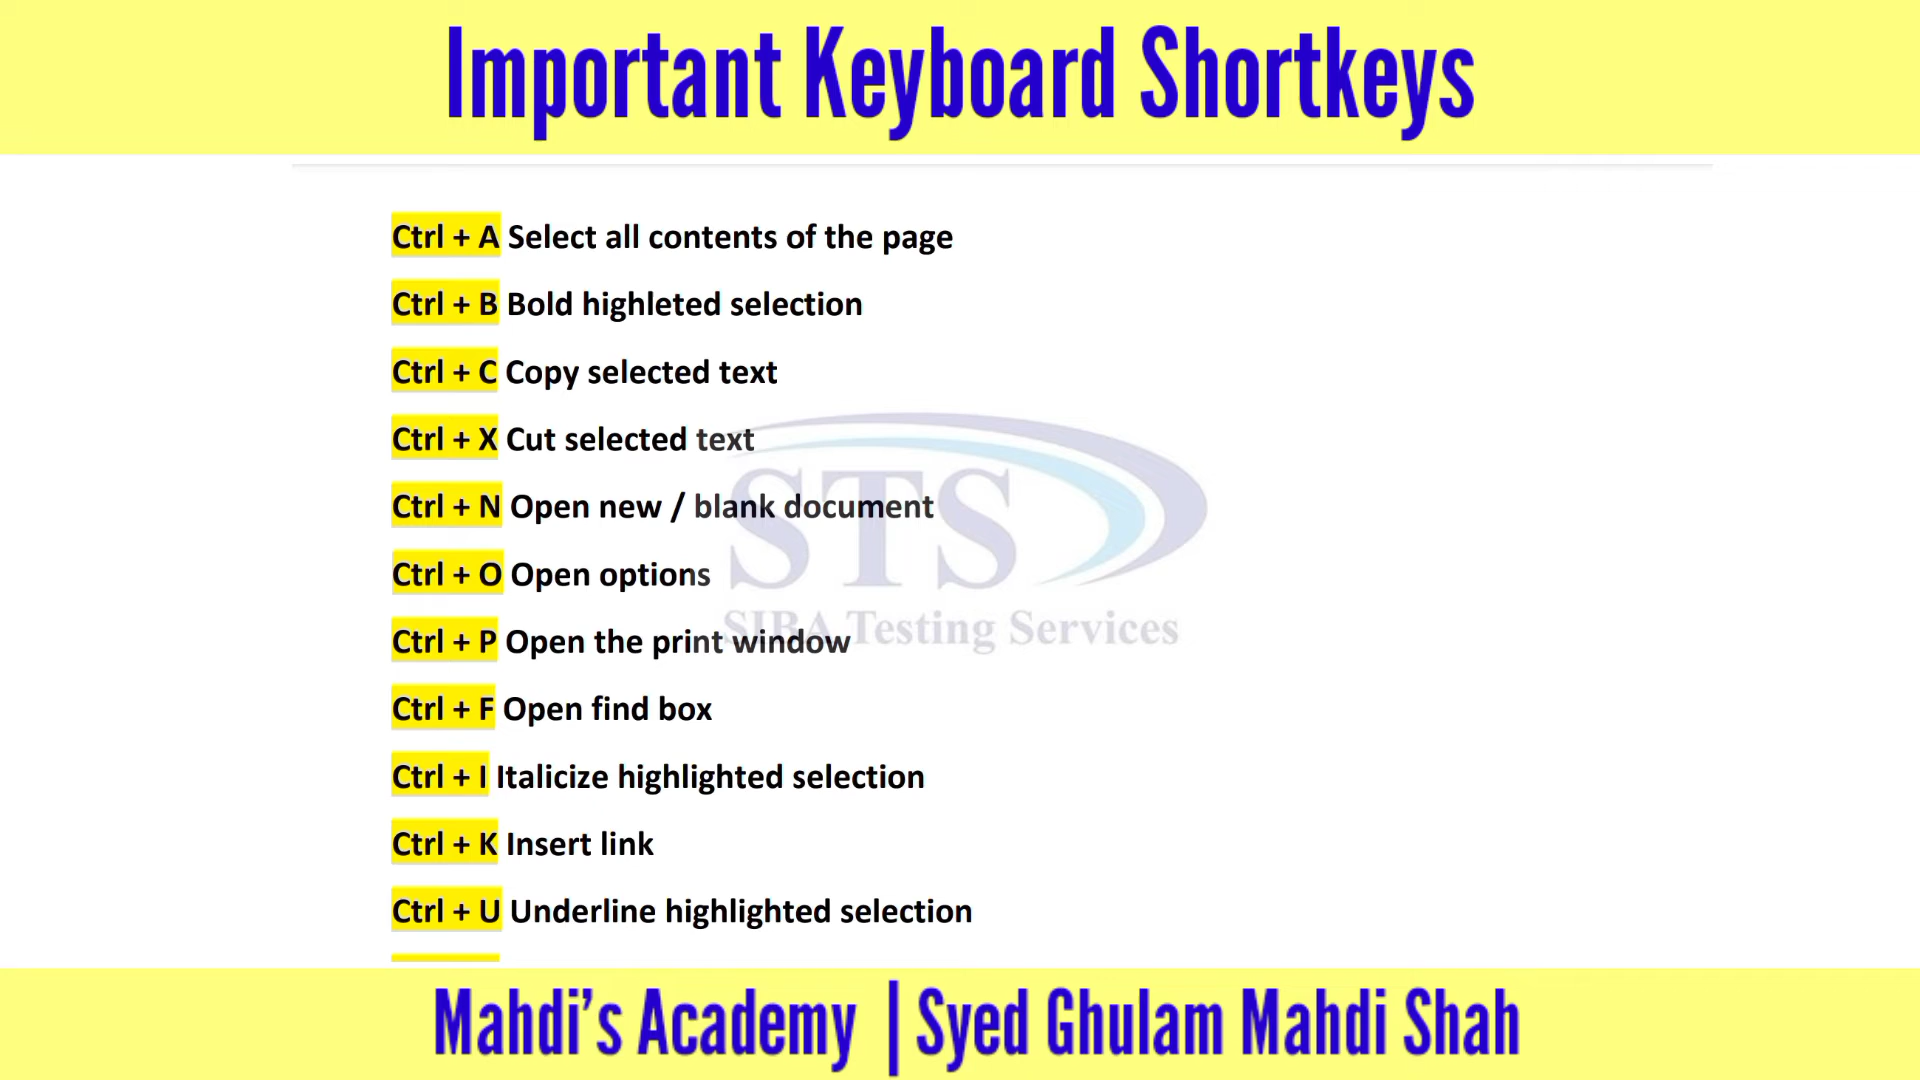 Important Keyboard Shortkeys
Ctrl + A Select all contents of the page
Ctrl + B Bold highleted selection
Ctrl + C Copy selected text
Ctrl + X Cut selected text
Ctrl + N Open new / blank document
Ctrl + O Open options
Ctrl + P Open the print window
Ctrl + F Open find box
Ctrl + I Italicize highlighted selection
Ctrl + K Insert link
Ctrl + U Underline highlighted selection
STS
SIBA Testing Services
Mahdi’s Academy | Syed Ghulam Mahdi Shah